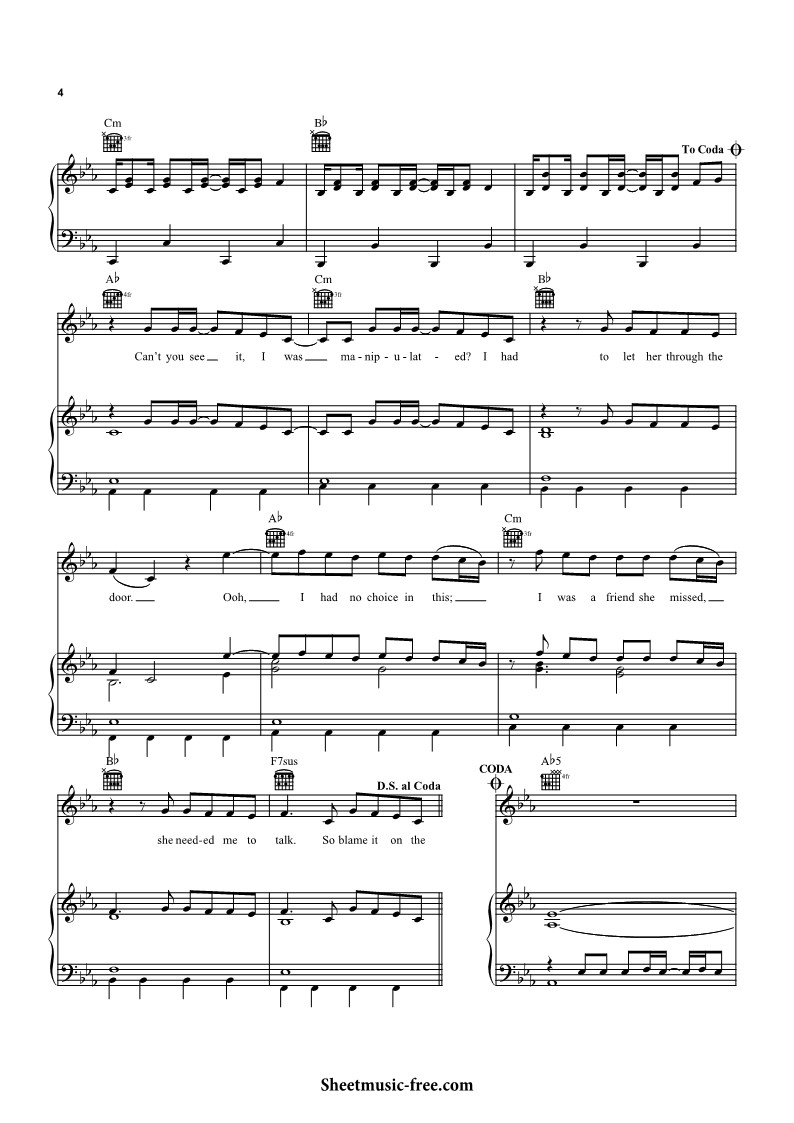 4
Cm B♭
3fr
To Coda
A♭ Cm B♭
4fr 3fr
Can't you see it, I was man - ip - u - lat - ed? I had to let her through the
A♭ Cm
4fr 3fr
door. Ooh, I had no choice in this; I was a friend she missed,
B♭ F7sus CODA A♭5
4fr
D.S. al Coda
she need-ed me to talk. So blame it on the
Sheetmusic-free.com